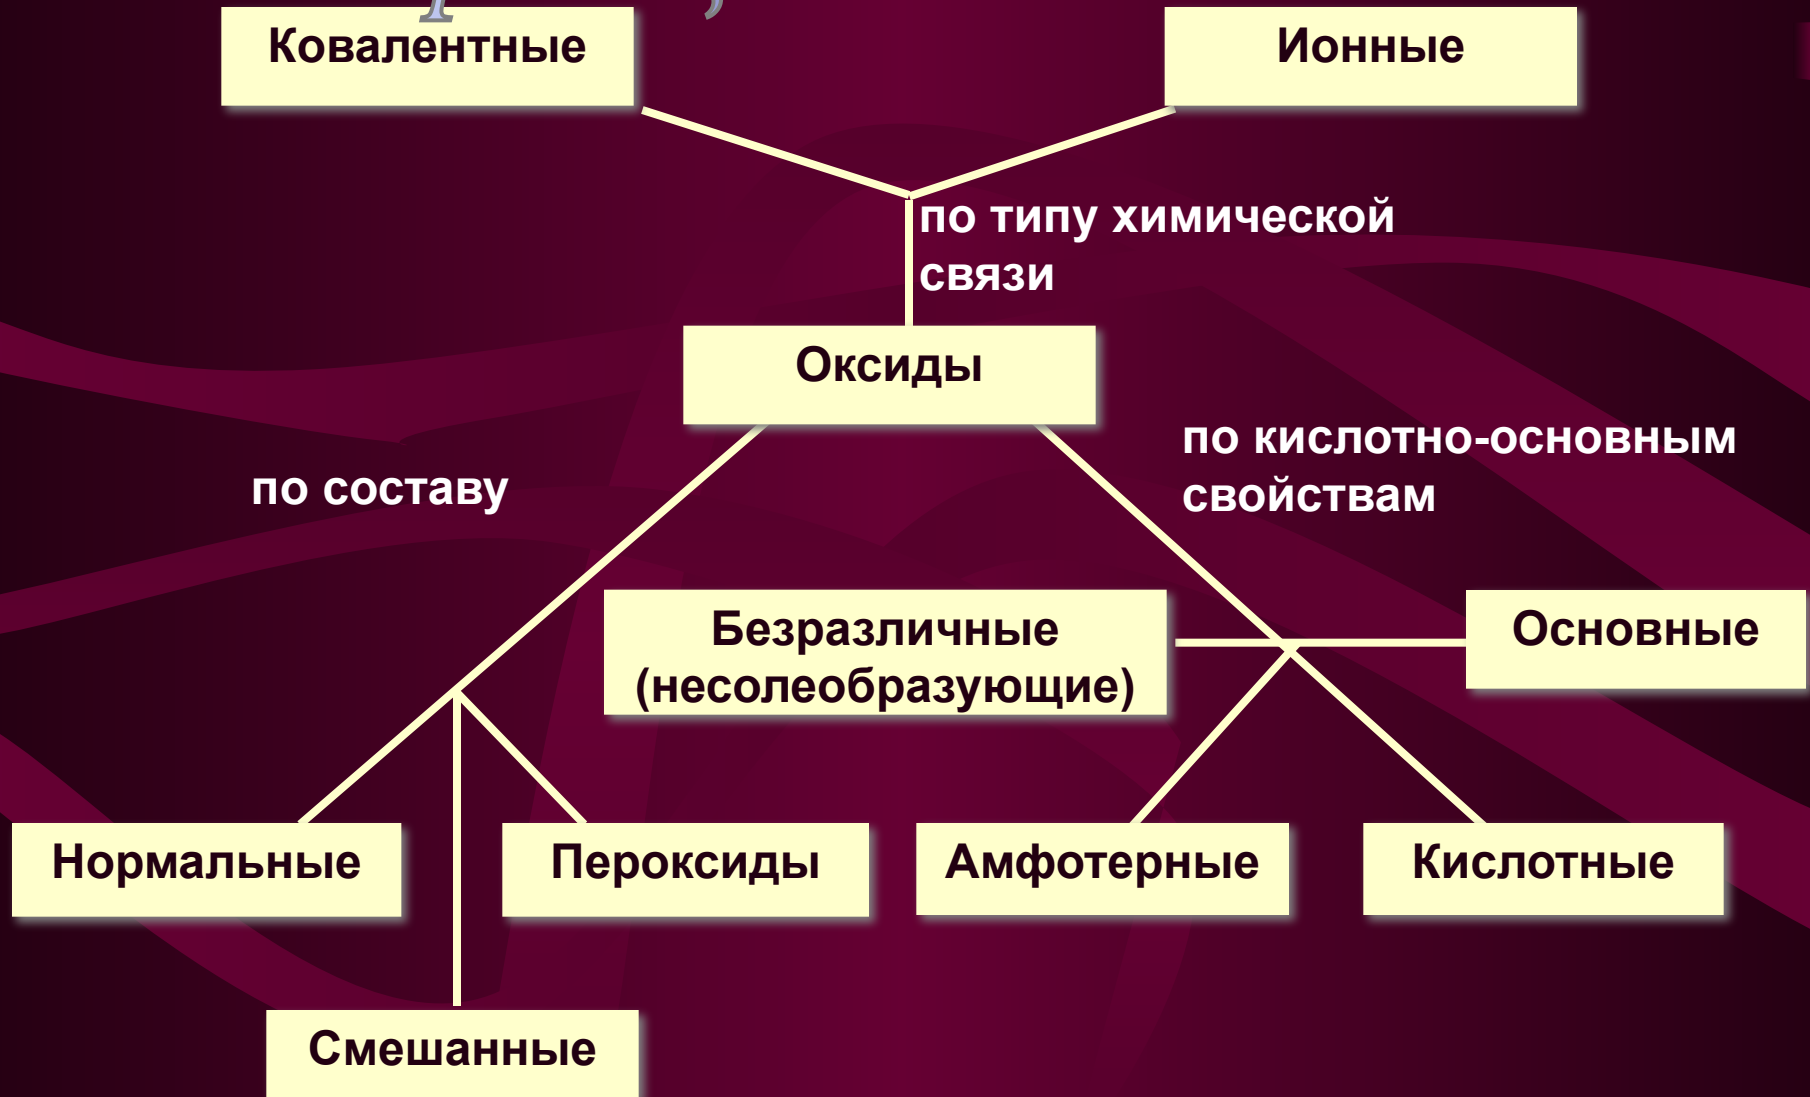 Ковалентные
Ионные
по типу химической
связи
Оксиды
по составу
по кислотно-основным
свойствам
Безразличные
(несолеобразующие)
Основные
Нормальные
Пероксиды
Амфотерные
Кислотные
Смешанные